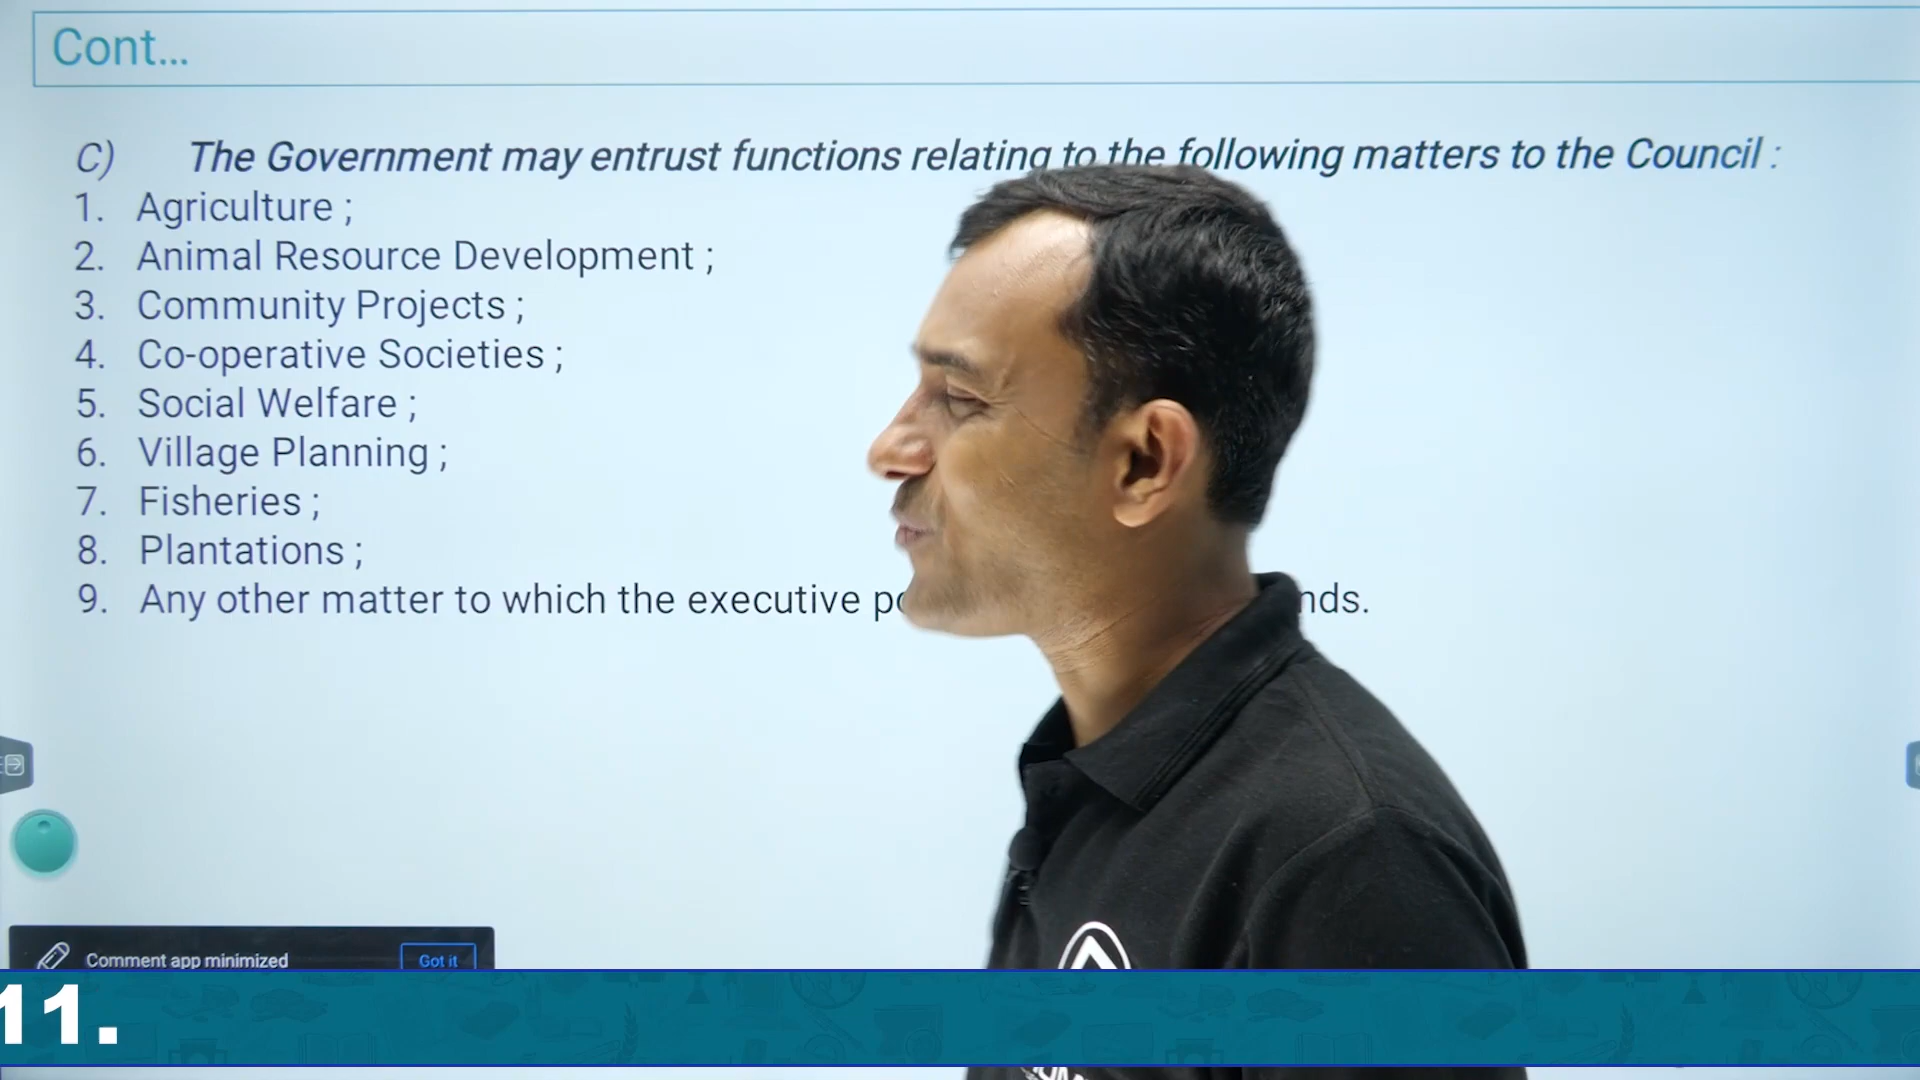 Cont...
C) The Government may entrust functions relating to the following matters to the Council :
1. Agriculture ;
2. Animal Resource Development ;
3. Community Projects ;
4. Co-operative Societies ;
5. Social Welfare ;
6. Village Planning ;
7. Fisheries ;
8. Plantations ;
9. Any other matter to which the executive
Comment app minimized Got it
11.